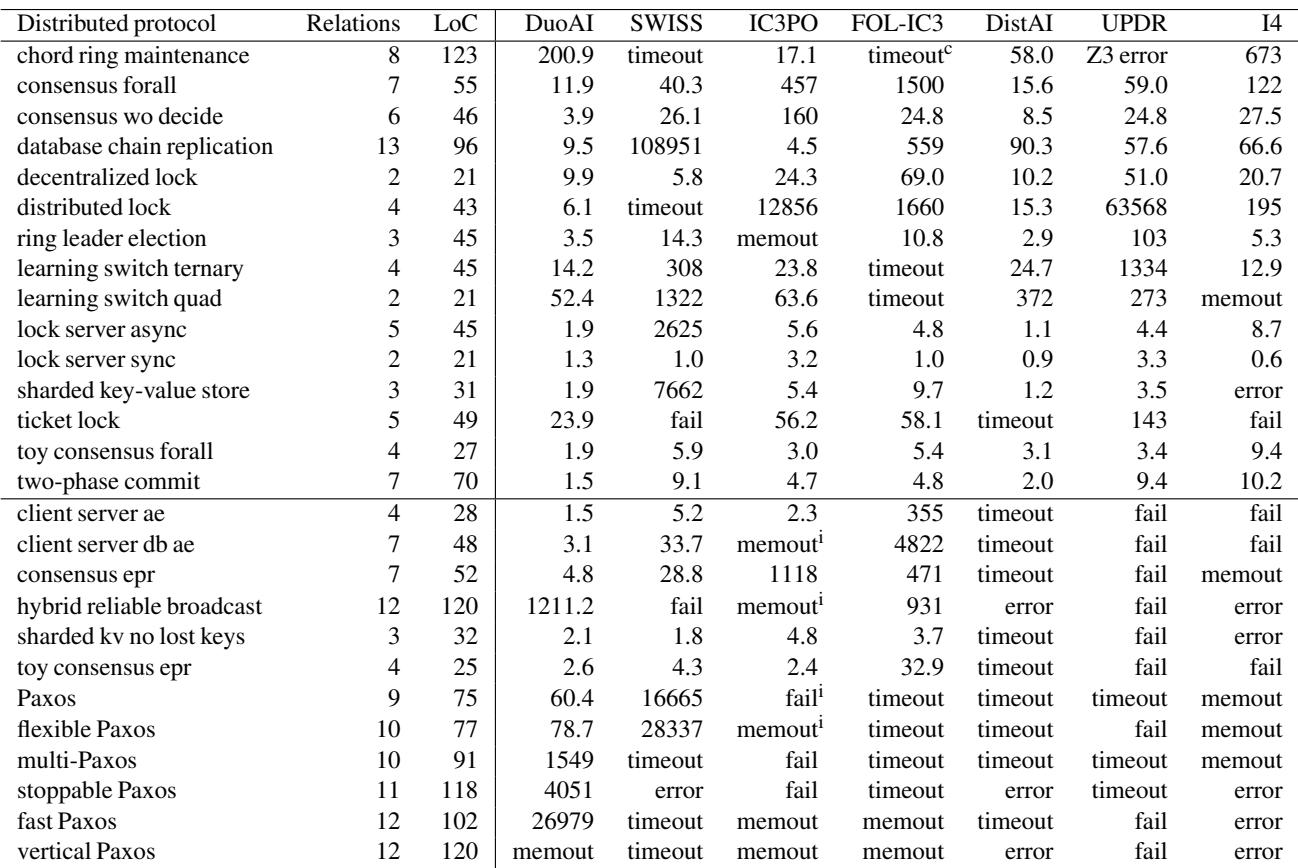 Distributed protocol Relations LoC DuoAI SWISS IC3PO FOL-IC3 DistAI UPDR I4
chord ring maintenance 8 123 200.9 timeout 17.1 timeoutᶜ 58.0 Z3 error 673
consensus forall 7 55 11.9 40.3 457 1500 15.6 59.0 122
consensus wo decide 6 46 3.9 26.1 160 24.8 8.5 24.8 27.5
database chain replication 13 96 9.5 108951 4.5 559 90.3 57.6 66.6
decentralized lock 2 21 9.9 5.8 24.3 69.0 10.2 51.0 20.7
distributed lock 4 43 6.1 timeout 12856 1660 15.3 63568 195
ring leader election 3 45 3.5 14.3 memout 10.8 2.9 103 5.3
learning switch ternary 4 45 14.2 308 23.8 timeout 24.7 1334 12.9
learning switch quad 2 21 52.4 1322 63.6 timeout 372 273 memout
lock server async 5 45 1.9 2625 5.6 4.8 1.1 4.4 8.7
lock server sync 2 21 1.3 1.0 3.2 1.0 0.9 3.3 0.6
sharded key-value store 3 31 1.9 7662 5.4 9.7 1.2 3.5 error
ticket lock 5 49 23.9 fail 56.2 58.1 timeout 143 fail
toy consensus forall 4 27 1.9 5.9 3.0 5.4 3.1 3.4 9.4
two-phase commit 7 70 1.5 9.1 4.7 4.8 2.0 9.4 10.2
client server ae 4 28 1.5 5.2 2.3 355 timeout fail fail
client server db ae 7 48 3.1 33.7 memoutⁱ 4822 timeout fail fail
consensus epr 7 52 4.8 28.8 1118 471 timeout fail memout
hybrid reliable broadcast 12 120 1211.2 fail memoutⁱ 931 error fail error
sharded kv no lost keys 3 32 2.1 1.8 4.8 3.7 timeout fail error
toy consensus epr 4 25 2.6 4.3 2.4 32.9 timeout fail fail
Paxos 9 75 60.4 16665 failⁱ timeout timeout timeout memout
flexible Paxos 10 77 78.7 28337 memoutⁱ timeout timeout fail memout
multi-Paxos 10 91 1549 timeout fail timeout timeout timeout memout
stoppable Paxos 11 118 4051 error fail timeout error timeout error
fast Paxos 12 102 26979 timeout memout memout timeout fail error
vertical Paxos 12 120 memout timeout memout memout error fail error